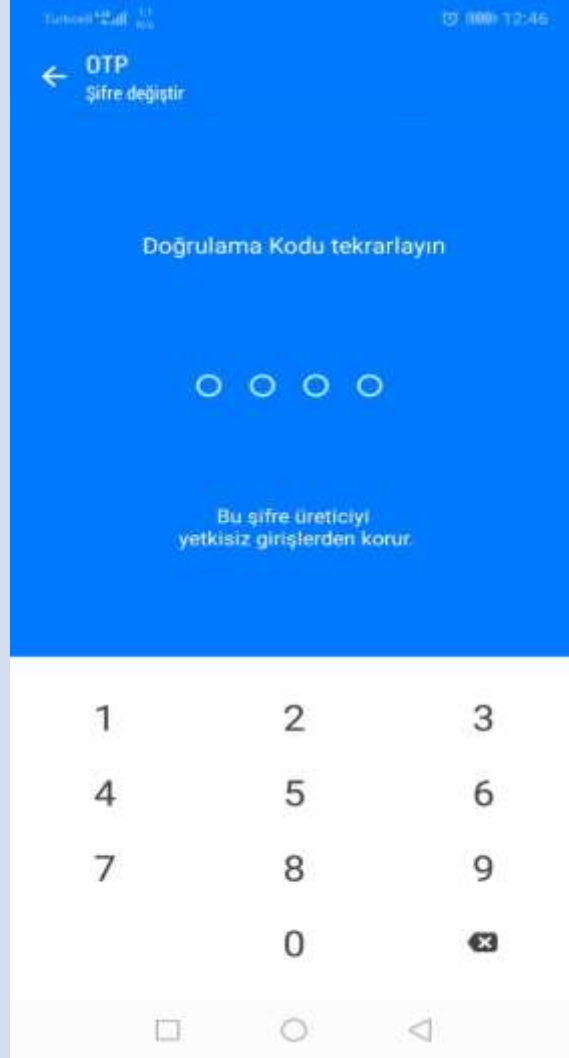 Turkcell
12:46
OTP
Şifre değiştir
Doğrulama Kodu tekrarlayın
Bu şifre üreticiyi
yetkisiz girişlerden korur.
1 2 3
4 5 6
7 8 9
0